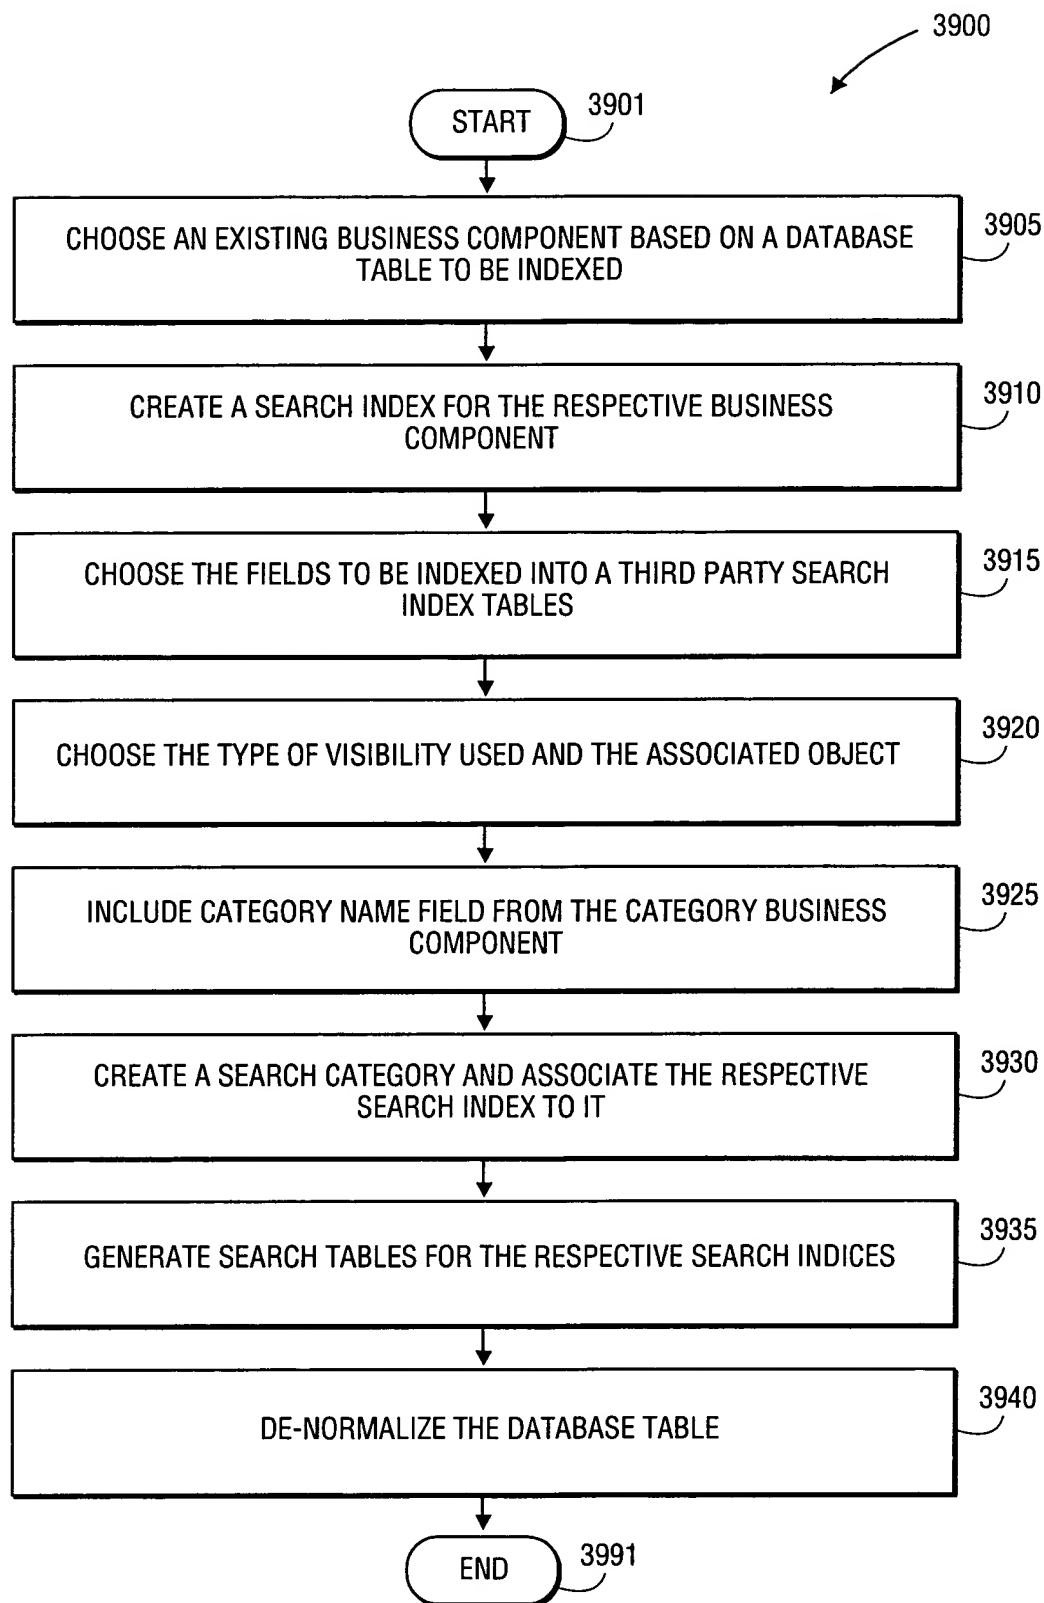 3900
START
3901
CHOOSE AN EXISTING BUSINESS COMPONENT BASED ON A DATABASE
TABLE TO BE INDEXED
3905
CREATE A SEARCH INDEX FOR THE RESPECTIVE BUSINESS
COMPONENT
3910
CHOOSE THE FIELDS TO BE INDEXED INTO A THIRD PARTY SEARCH
INDEX TABLES
3915
CHOOSE THE TYPE OF VISIBILITY USED AND THE ASSOCIATED OBJECT
3920
INCLUDE CATEGORY NAME FIELD FROM THE CATEGORY BUSINESS
COMPONENT
3925
CREATE A SEARCH CATEGORY AND ASSOCIATE THE RESPECTIVE
SEARCH INDEX TO IT
3930
GENERATE SEARCH TABLES FOR THE RESPECTIVE SEARCH INDICES
3935
DE-NORMALIZE THE DATABASE TABLE
3940
END
3991